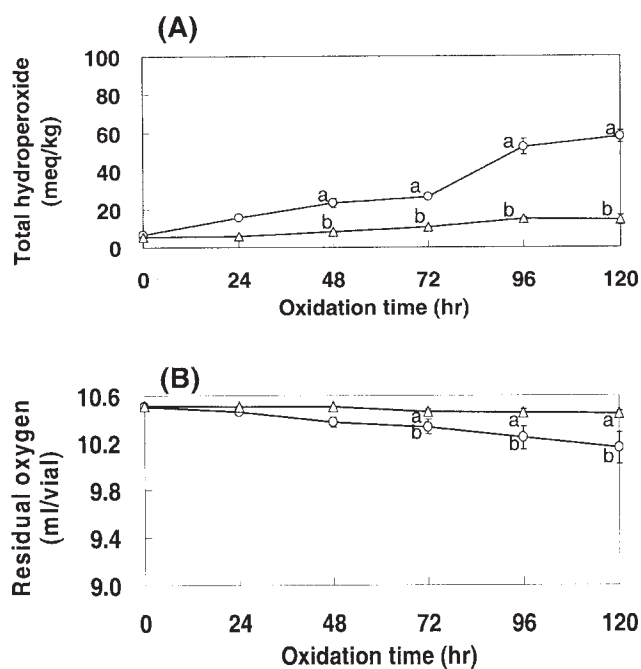 (A)
Total hydroperoxide
(meq/kg)
100
80
60
40
20
0
a
a
a
a
b
b
b
b
0 24 48 72 96 120
Oxidation time (hr)
(B)
Residual oxygen
(ml/vial)
10.6
10.2
9.8
9.4
9.0
a
a
a
b
b
b
0 24 48 72 96 120
Oxidation time (hr)